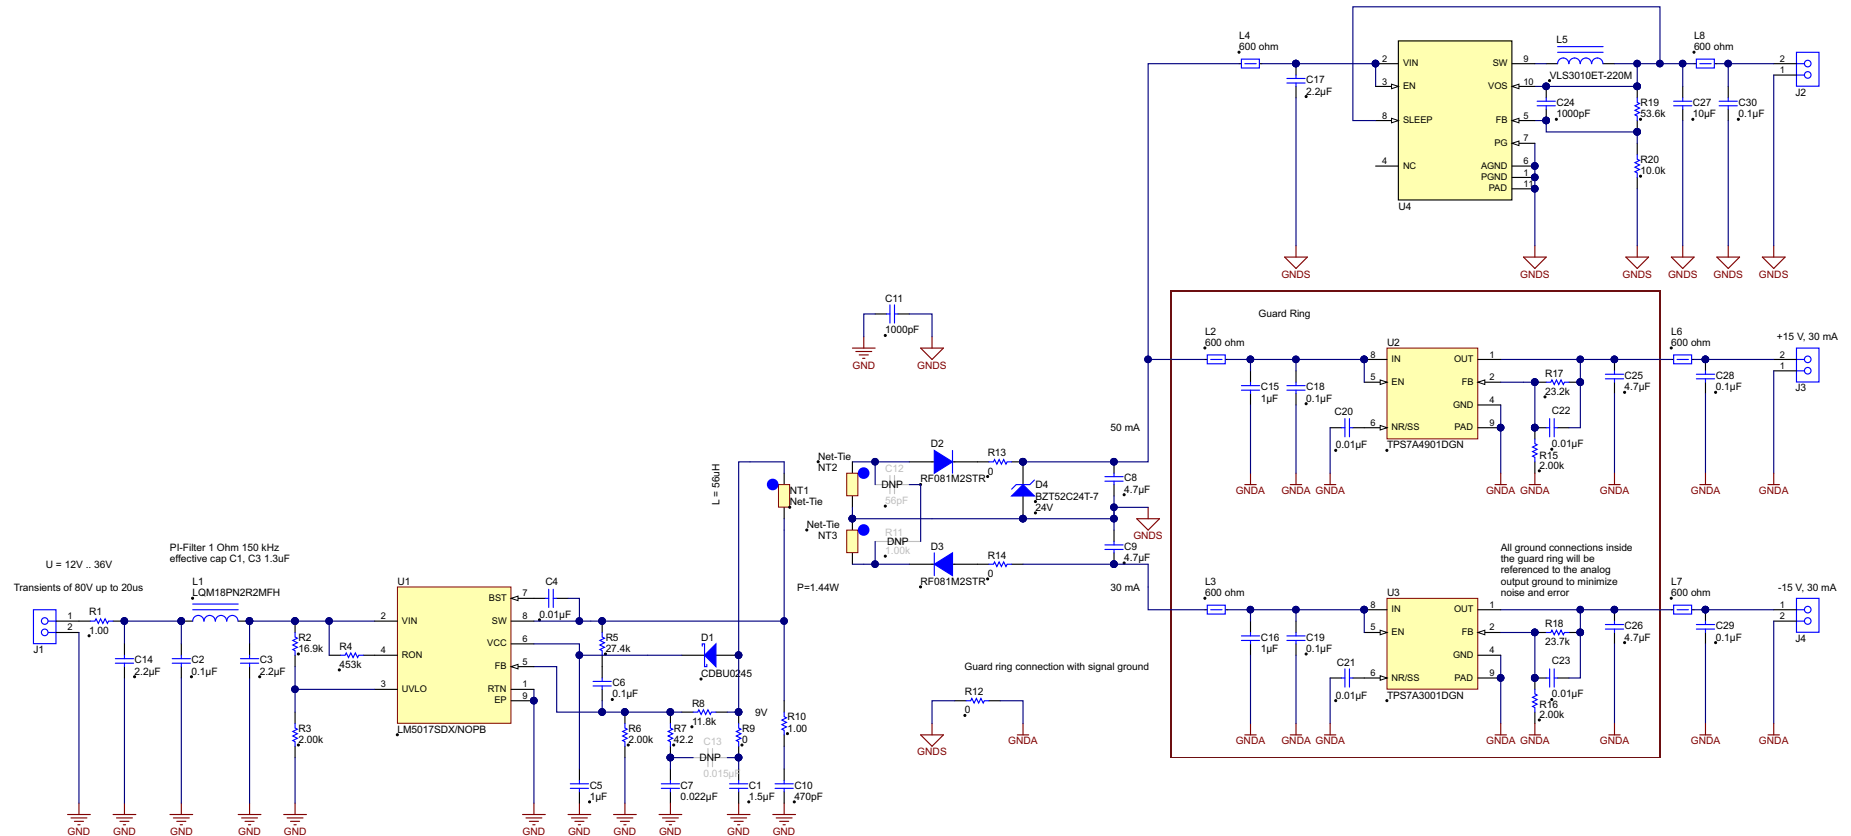 L4
600 ohm
C17
2.2µF
2
VIN
3
EN
8
SLEEP
4
NC
SW
9
VOS
10
FB
5
PG
7
AGND
6
PGND
1
PAD
11
U4
L5
VLS3010ET-220M
C24
1000pF
R19
53.6k
R20
10.0k
C27
10µF
L8
600 ohm
C30
0.1µF
2
1
J2
GNDS
GNDS
GNDS
GNDS
GNDS
GNDS
C11
1000pF
GND
GNDS
Guard Ring
L2
600 ohm
C15
1µF
C18
0.1µF
C20
0.01µF
U2
8
IN
5
EN
6
NR/SS
OUT
1
FB
2
GND
4
PAD
9
TPS7A4901DGN
R17
23.2k
C22
0.01µF
R15
2.00k
C25
4.7µF
L6
600 ohm
C28
0.1µF
+15 V, 30 mA
2
1
J3
GNDA
GNDA
GNDA
GNDA
GNDA
GNDA
GNDA
GNDA
50 mA
Net-Tie
NT2
C12
DNP
56pF
D2
RF081M2STR
R13
0
D4
BZT52C24T-7
24V
C8
4.7µF
GNDS
Net-Tie
NT3
R11
DNP
1.00k
D3
RF081M2STR
R14
0
C9
4.7µF
30 mA
L = 56uH
NT1
Net-Tie
P=1.44W
All ground connections inside
the guard ring will be
referenced to the analog
output ground to minimize
noise and error
L3
600 ohm
C16
1µF
C19
0.1µF
C21
0.01µF
U3
8
IN
5
EN
6
NR/SS
OUT
1
FB
2
GND
4
PAD
9
TPS7A3001DGN
R18
23.7k
C23
0.01µF
R16
2.00k
C26
4.7µF
L7
600 ohm
C29
0.1µF
-15 V, 30 mA
1
2
J4
GNDA
GNDA
GNDA
GNDA
GNDA
GNDA
GNDA
GNDA
Guard ring connection with signal ground
R12
0
GNDS
GNDA
U = 12V .. 36V
Transients of 80V up to 20us
PI-Filter 1 Ohm 150 kHz
effective cap C1, C3 1.3uF
1
2
J1
R1
1.00
L1
LQM18PN2R2MFH
C14
2.2µF
C2
0.1µF
C3
2.2µF
R2
16.9k
R4
453k
R3
2.00k
U1
2
VIN
4
RON
3
UVLO
BST
7
SW
8
VCC
6
FB
5
RTN
1
EP
9
LM5017SDX/NOPB
C4
0.01µF
R5
27.4k
C6
0.1µF
D1
CDBU0245
R8
11.8k
9V
R6
2.00k
R7
42.2
R9
0
R10
1.00
C13
DNP
0.015µF
C5
1µF
C7
0.022µF
C1
1.5µF
C10
470pF
GND
GND
GND
GND
GND
GND
GND
GND
GND
GND
GND